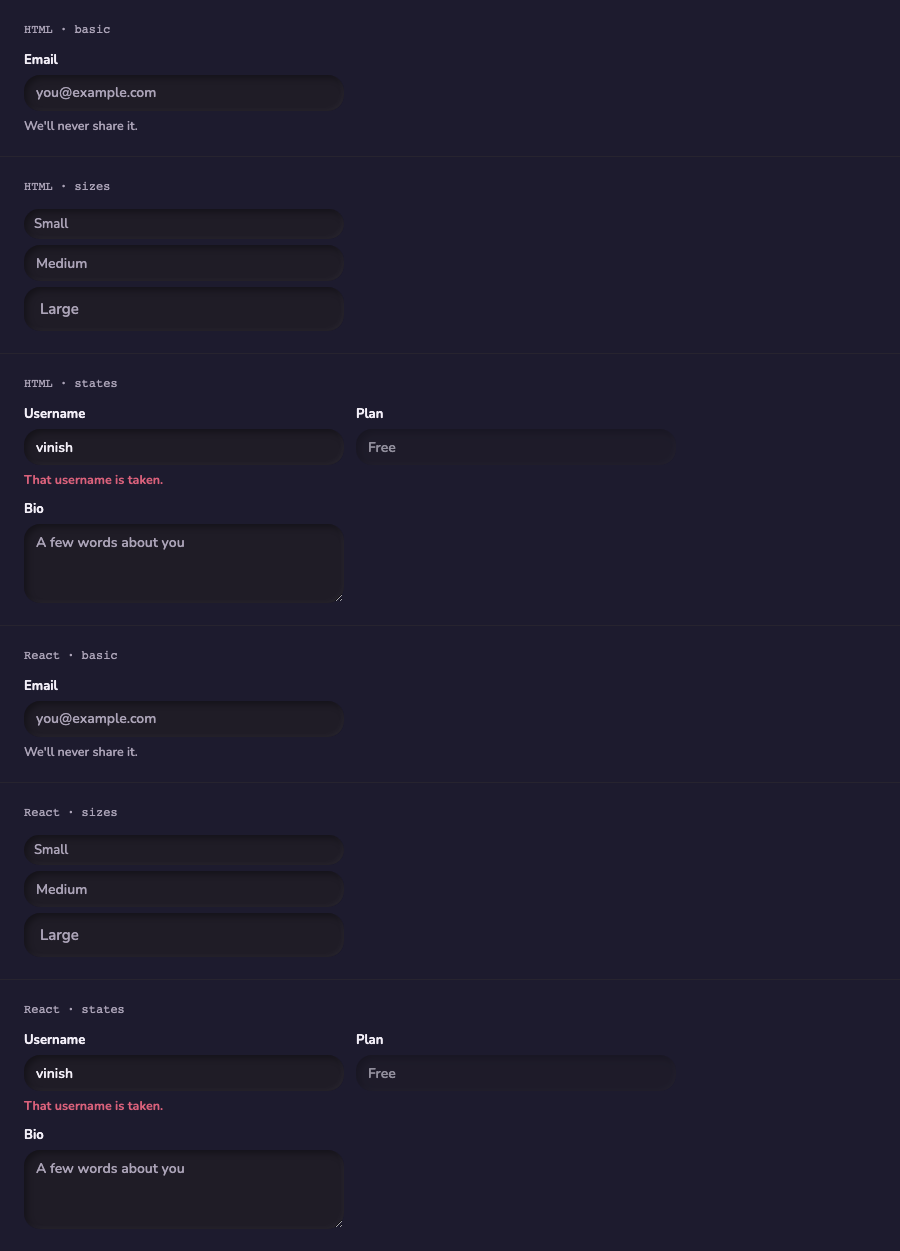 HTML · basic
Email
you@example.com
We'll never share it.
HTML · sizes
Small
Medium
Large
HTML · states
Username
vinish
That username is taken.
Plan
Free
Bio
A few words about you
React · basic
Email
you@example.com
We'll never share it.
React · sizes
Small
Medium
Large
React · states
Username
vinish
That username is taken.
Plan
Free
Bio
A few words about you